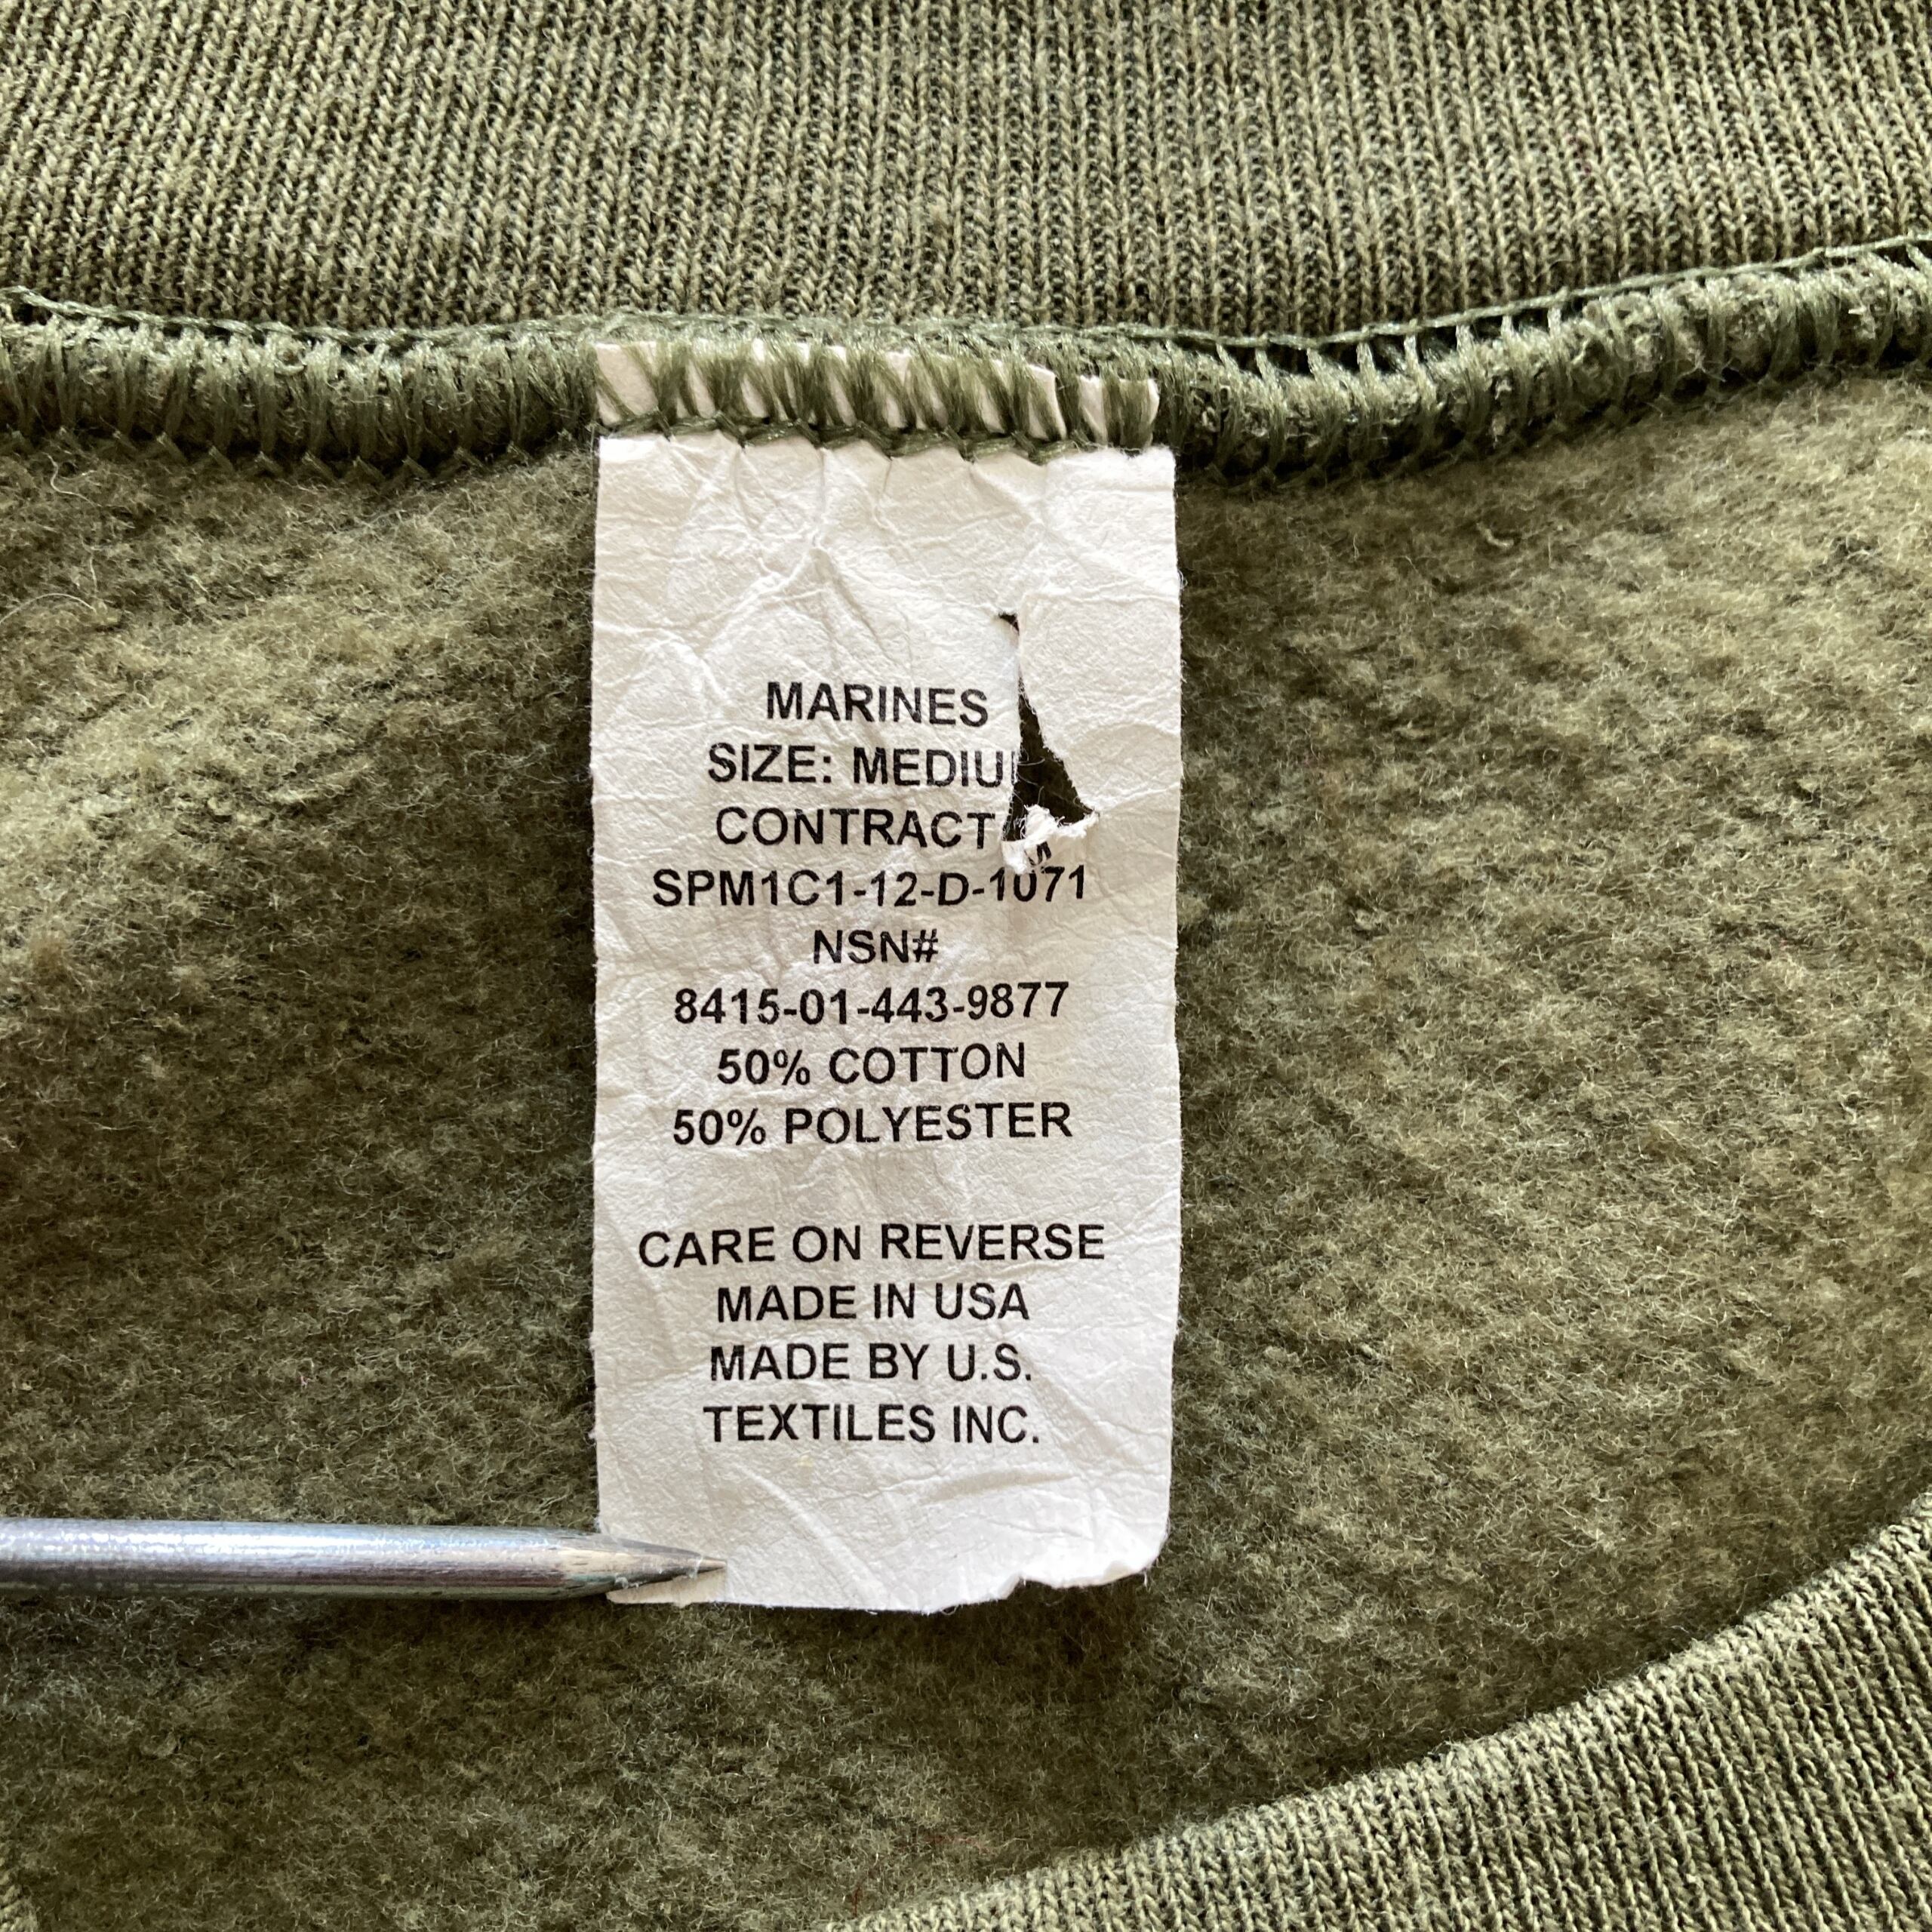 MARINES
SIZE: MEDIUM
CONTRACT
SPM1C1-12-D-1071
NSN#
8415-01-443-9877
50% COTTON
50% POLYESTER
CARE ON REVERSE
MADE IN USA
MADE BY U.S.
TEXTILES INC.